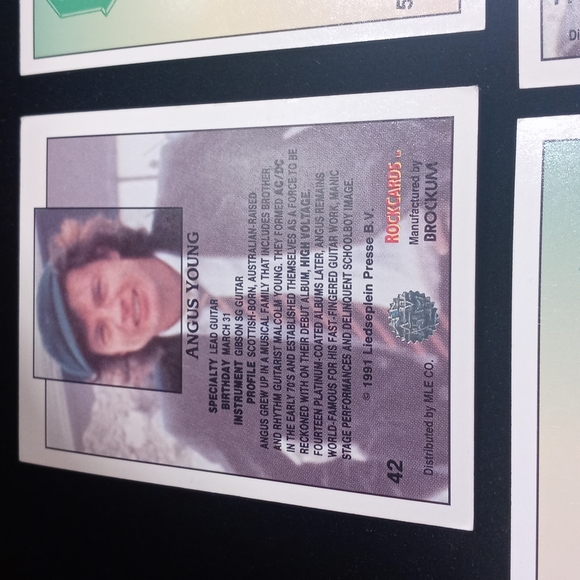 ANGUS YOUNG
SPECIALTY LEAD GUITAR
BIRTHDAY MARCH 31
INSTRUMENT GIBSON SG GUITAR
PROFILE SCOTTISH-BORN, AUSTRALIAN-RAISED
ANGUS GREW UP IN A MUSICAL FAMILY THAT INCLUDES BROTHER
AND RHYTHM GUITARIST MALCOLM YOUNG. THEY FORMED AC/DC
IN THE EARLY 70'S AND ESTABLISHED THEMSELVES AS A FORCE TO BE
RECKONED WITH ON THEIR DEBUT ALBUM, HIGH VOLTAGE.
FOURTEEN PLATINUM-COATED ALBUMS LATER, ANGUS REMAINS
WORLD-FAMOUS FOR HIS FAST-FINGERED GUITAR WORK, MANIC
STAGE PERFORMANCES AND DELINQUENT SCHOOLBOY IMAGE.
© 1991 Liedseplein Presse B.V.
42
ROCKCARDS
Distributed by MLE CO.
Manufactured by
BROCKUM
5
Di